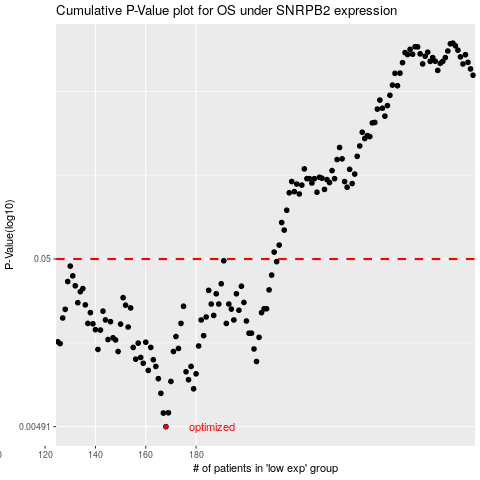 Cumulative P-Value plot for OS under SNRPB2 expression
P-Value(log10)
0.05
0.00491
optimized
0 120 140 160 180
# of patients in 'low exp' group